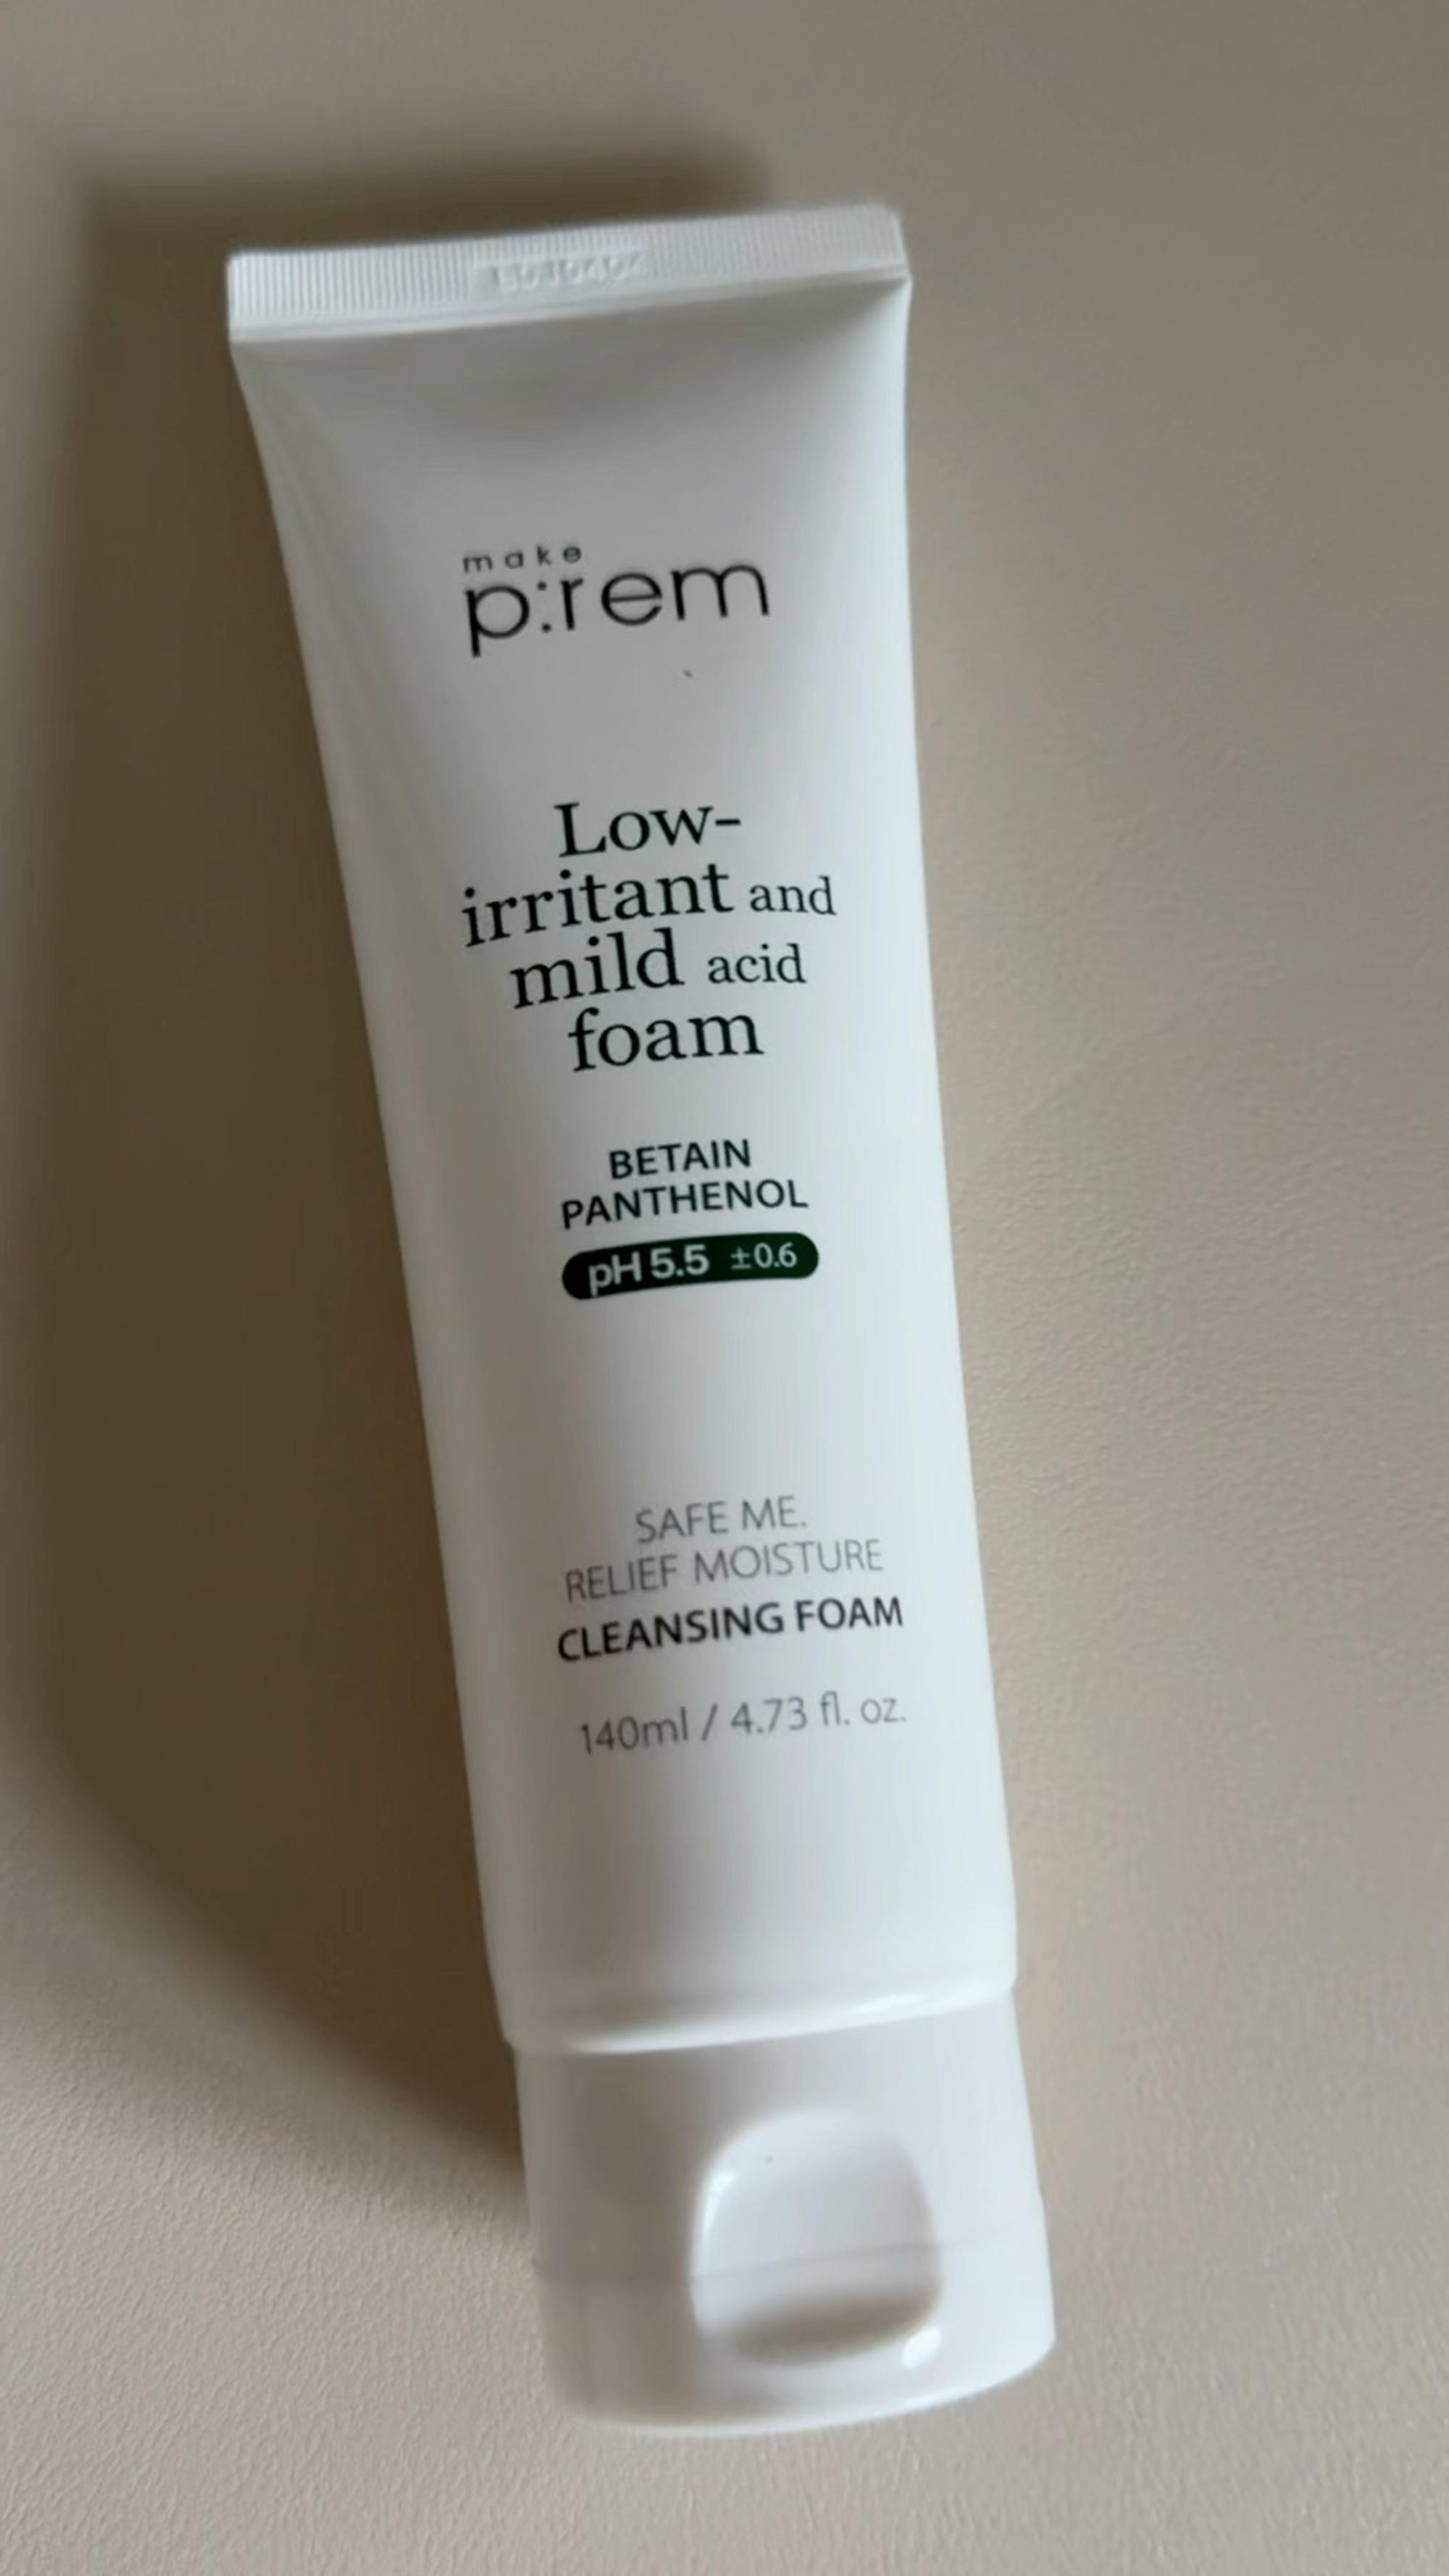 make
p:rem
Low-
irritant and
mild acid
foam
BETAIN
PANTHENOL
pH 5.5 ±0.6
SAFE ME.
RELIEF MOISTURE
CLEANSING FOAM
140ml / 4.73 fl. oz.